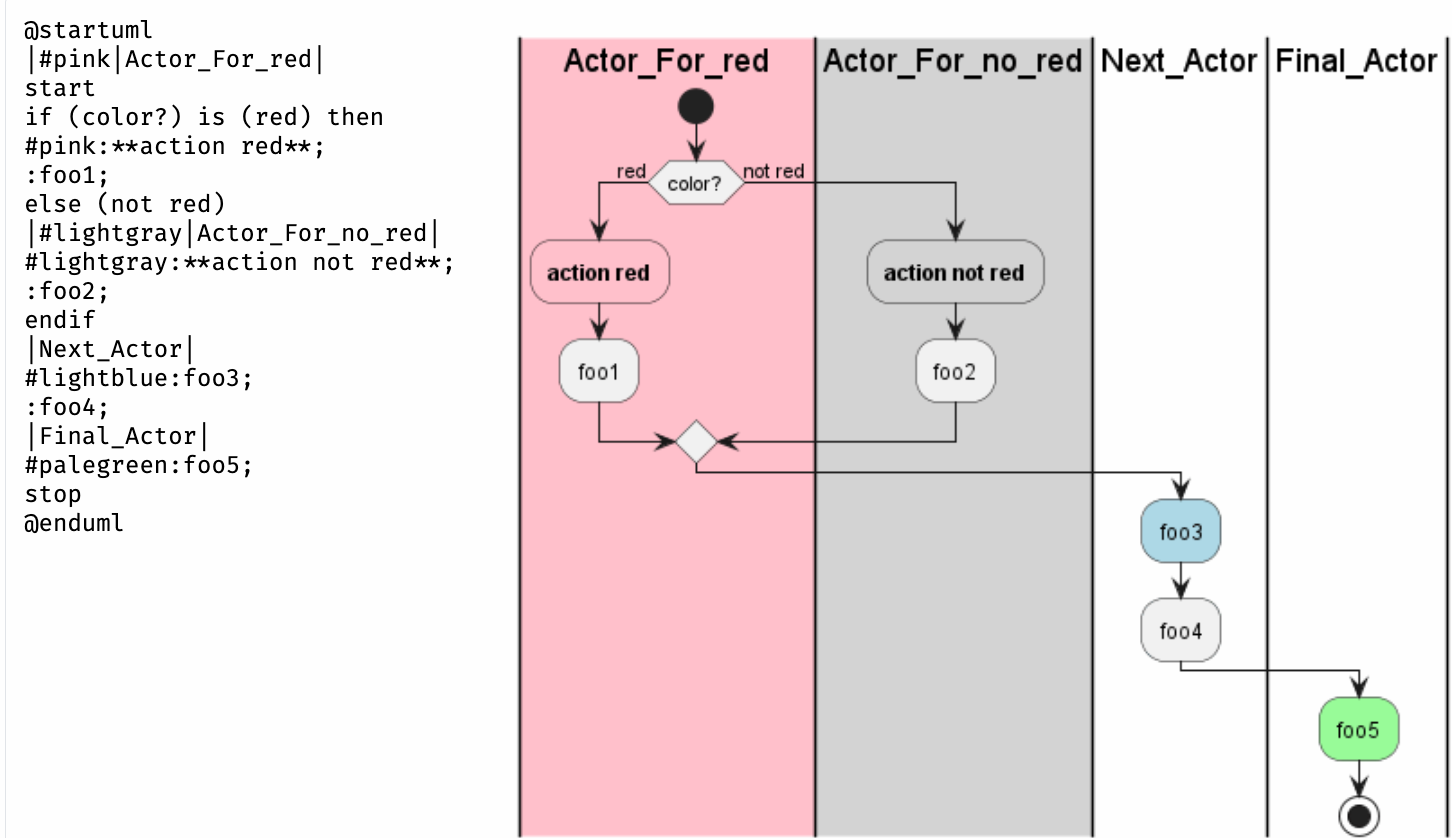 @startuml
|#pink|Actor_For_red|
start
if (color?) is (red) then
#pink:**action red**;
:foo1;
else (not red)
|#lightgray|Actor_For_no_red|
#lightgray:**action not red**;
:foo2;
endif
|Next_Actor|
#lightblue:foo3;
:foo4;
|Final_Actor|
#palegreen:foo5;
stop
@enduml
Actor_For_red Actor_For_no_red Next_Actor Final_Actor
red color? not red
action red action not red
foo1 foo2
foo3
foo4
foo5